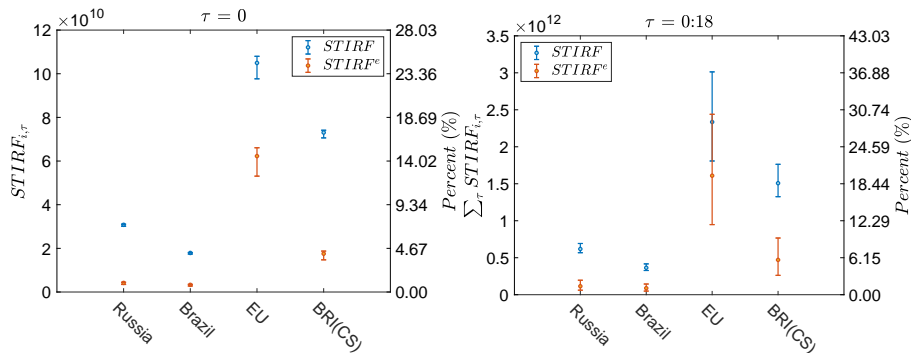 ×10^10
τ = 0
12
10
8
6
4
2
0
STIRF_{i,τ}
STIRF
STIRF^e
28.03
23.36
18.69
14.02
9.34
4.67
0.00
Percent (%)
Russia
Brazil
EU
BRI(CS)
×10^12
τ = 0:18
3.5
3
2.5
2
1.5
1
0.5
0
∑_τ STIRF_{i,τ}
STIRF
STIRF^e
43.03
36.88
30.74
24.59
18.44
12.29
6.15
0.00
Percent (%)
Russia
Brazil
EU
BRI(CS)